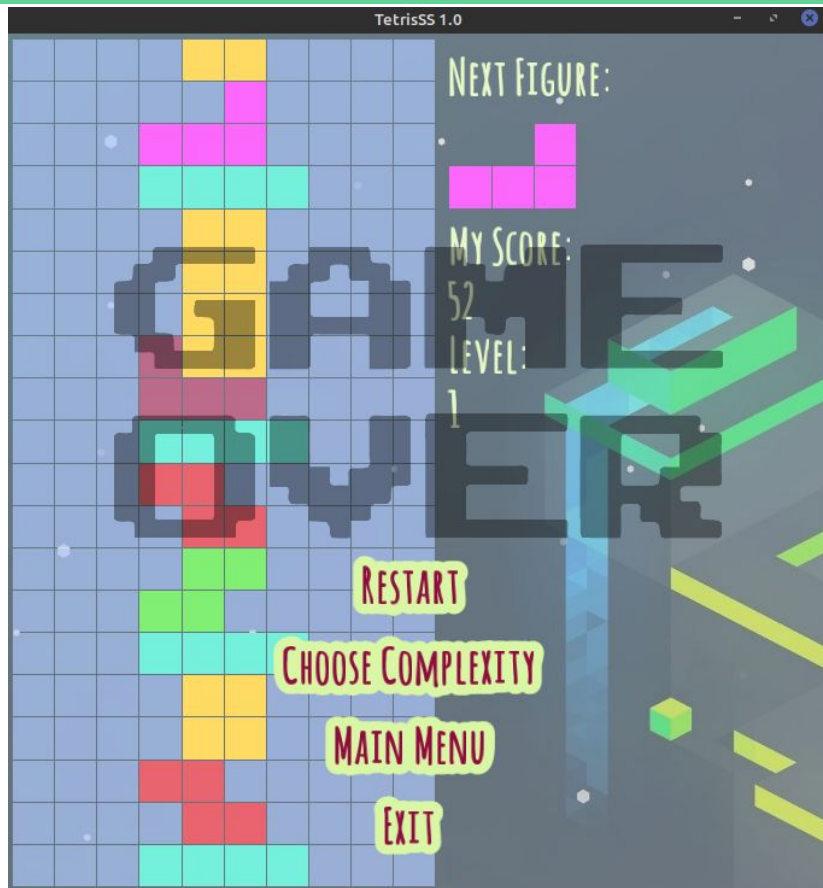 TetrisSS 1.0
Next Figure:
My Score:
52
Level:
1
GAME
OVER
Restart
Choose Complexity
Main Menu
Exit